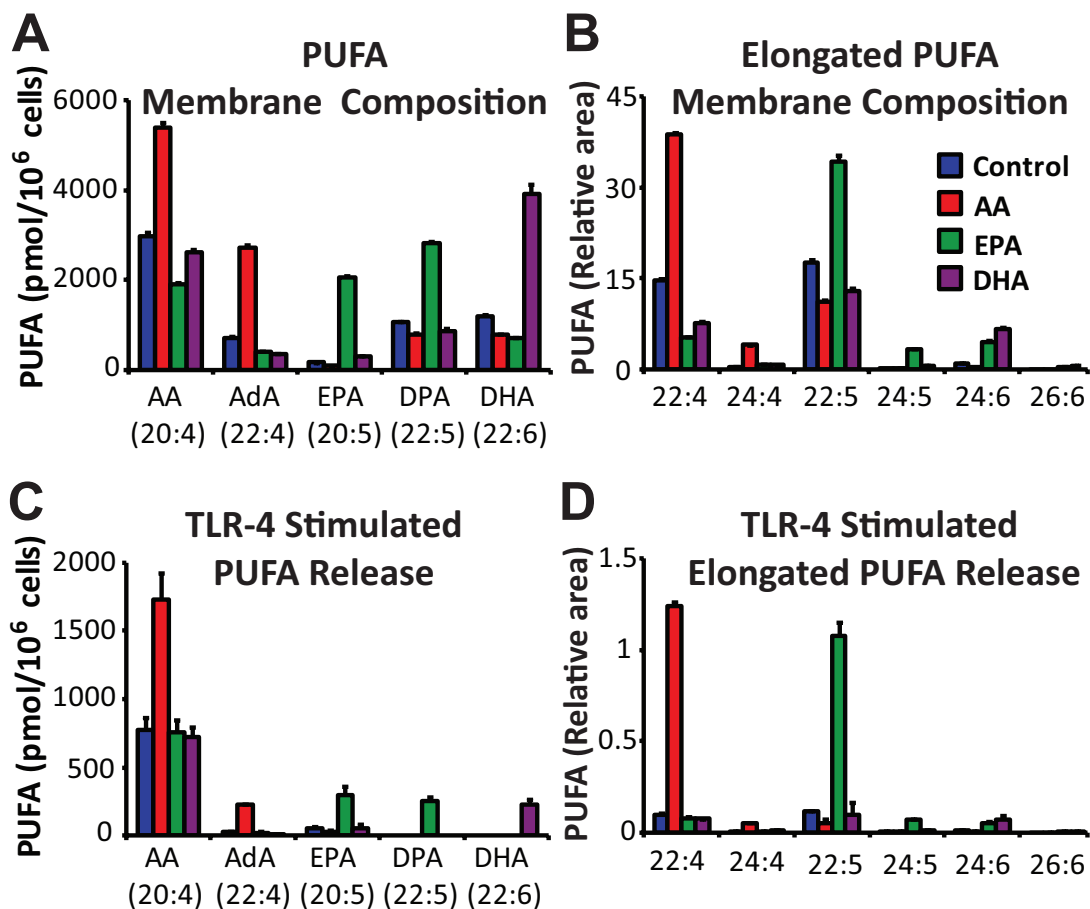 A
PUFA
Membrane Composition
PUFA (pmol/10⁶ cells)
6000
4000
2000
0
AA AdA EPA DPA DHA
(20:4) (22:4) (20:5) (22:5) (22:6)
B
Elongated PUFA
Membrane Composition
PUFA (Relative area)
45
30
15
0
Control
AA
EPA
DHA
22:4 24:4 22:5 24:5 24:6 26:6
C
TLR-4 Stimulated
PUFA Release
PUFA (pmol/10⁶ cells)
2000
1500
1000
500
0
AA AdA EPA DPA DHA
(20:4) (22:4) (20:5) (22:5) (22:6)
D
TLR-4 Stimulated
Elongated PUFA Release
PUFA (Relative area)
1.5
1
0.5
0
22:4 24:4 22:5 24:5 24:6 26:6